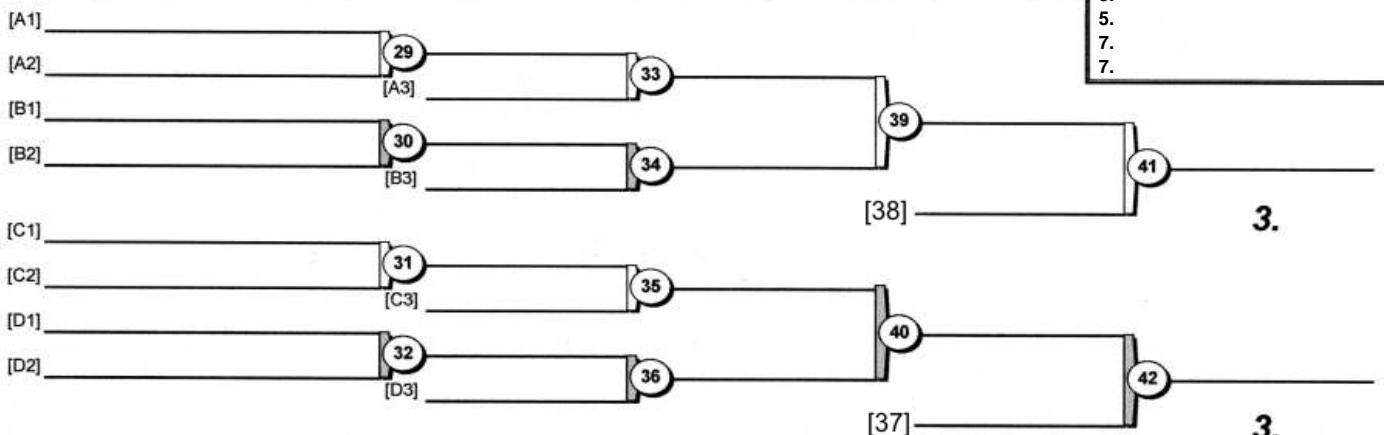 5.
7.
7.
[A1]
29
[A2]
33
[A3]
[B1]
39
30
[B2]
34
[B3]
41
[38]
3.
[C1]
31
[C2]
35
[C3]
[D1]
40
32
[D2]
36
[D3]
42
[37]
3.